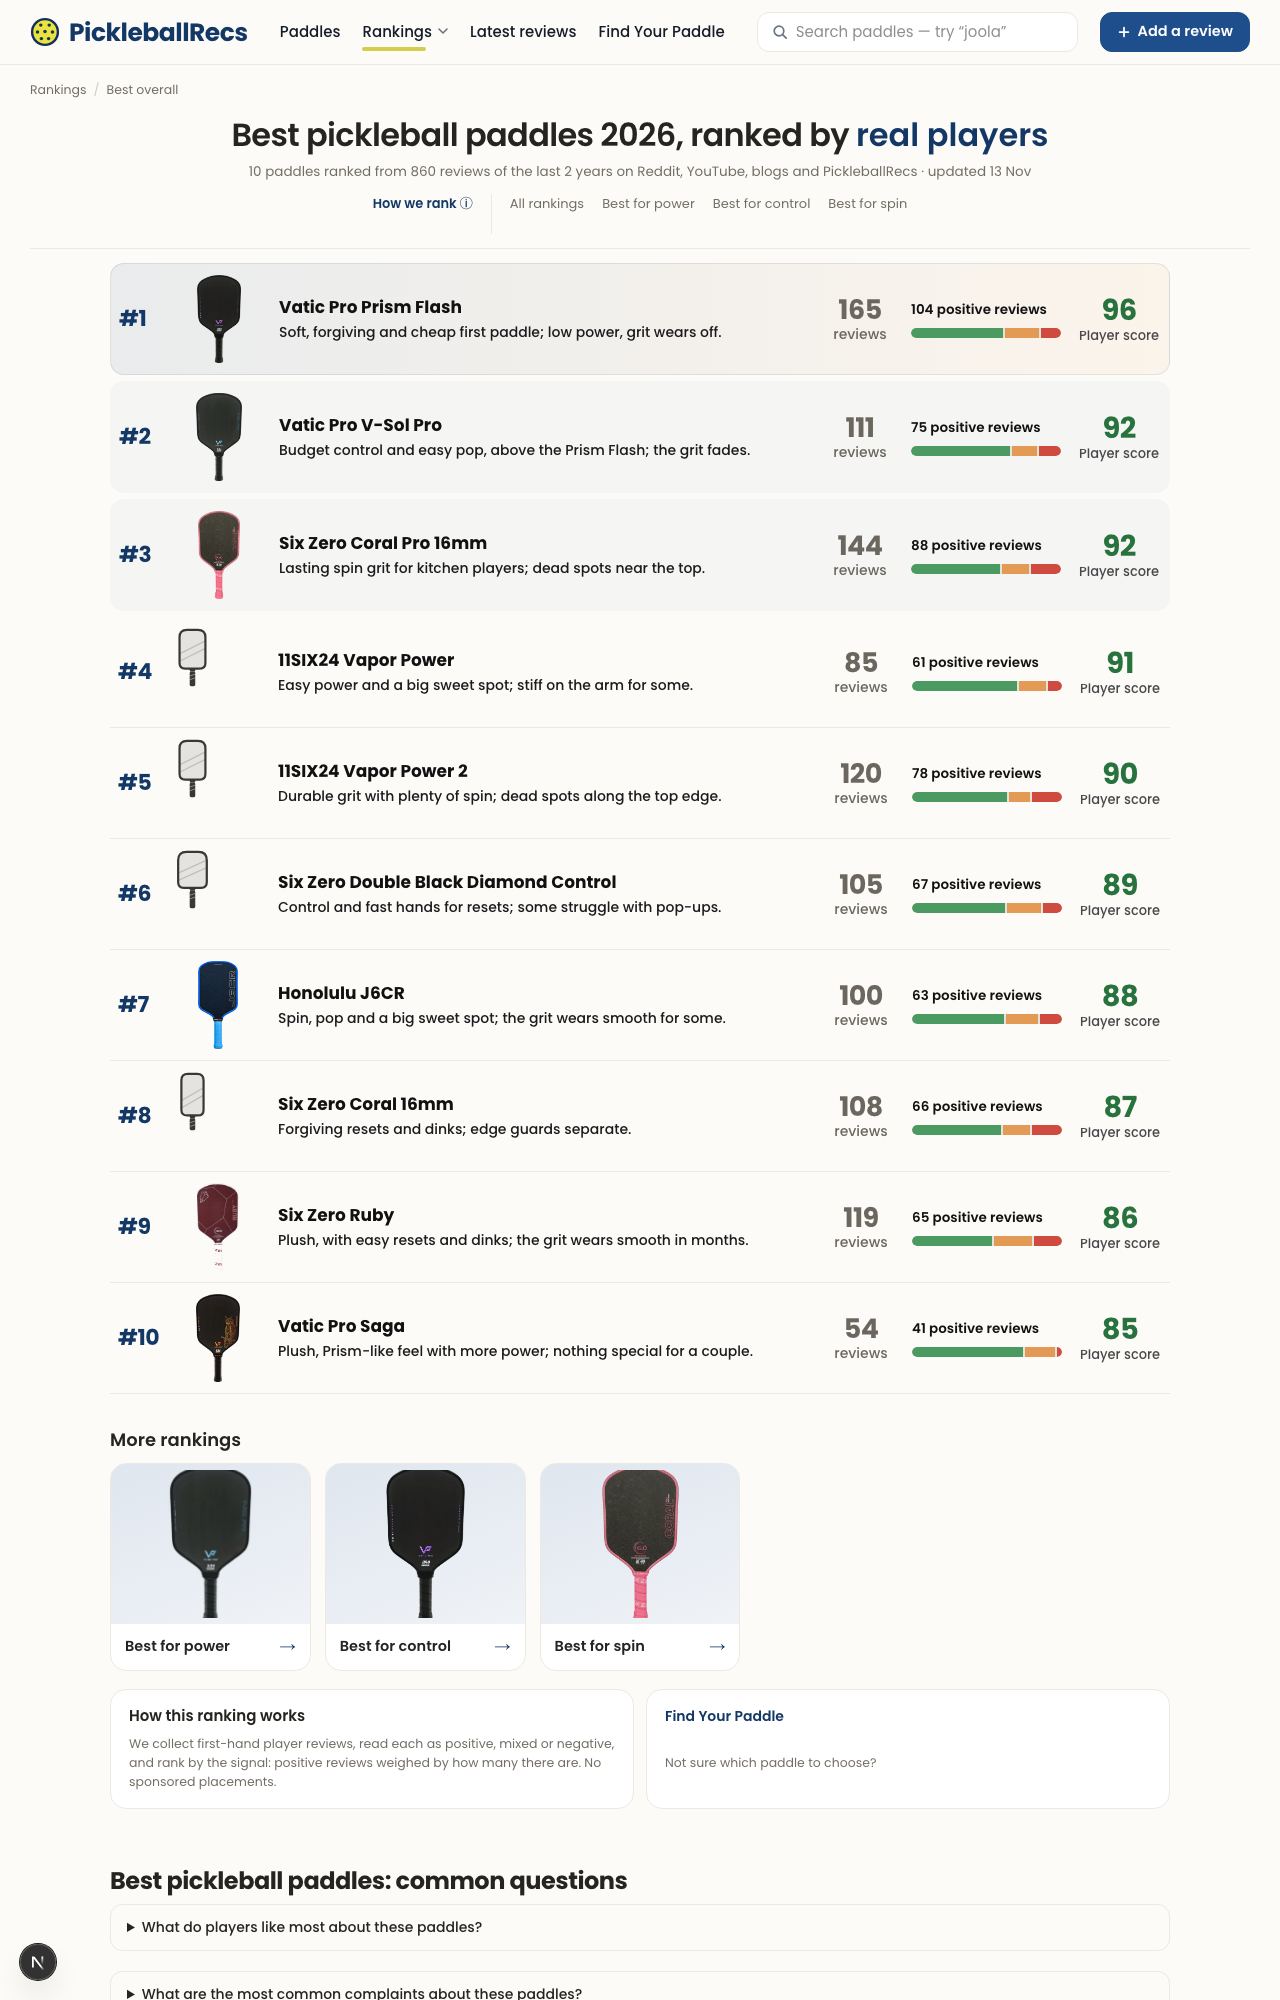 PickleballRecs
Paddles
Rankings
Latest reviews
Find Your Paddle
Search paddles — try “joola”
+ Add a review
Rankings / Best overall
Best pickleball paddles 2026, ranked by real players
10 paddles ranked from 860 reviews of the last 2 years on Reddit, YouTube, blogs and PickleballRecs · updated 13 Nov
How we rank ⓘ
All rankings
Best for power
Best for control
Best for spin
#1
Vatic Pro Prism Flash
Soft, forgiving and cheap first paddle; low power, grit wears off.
165
reviews
104 positive reviews
96
Player score
#2
Vatic Pro V-Sol Pro
Budget control and easy pop, above the Prism Flash; the grit fades.
111
reviews
75 positive reviews
92
Player score
#3
Six Zero Coral Pro 16mm
Lasting spin grit for kitchen players; dead spots near the top.
144
reviews
88 positive reviews
92
Player score
#4
11SIX24 Vapor Power
Easy power and a big sweet spot; stiff on the arm for some.
85
reviews
61 positive reviews
91
Player score
#5
11SIX24 Vapor Power 2
Durable grit with plenty of spin; dead spots along the top edge.
120
reviews
78 positive reviews
90
Player score
#6
Six Zero Double Black Diamond Control
Control and fast hands for resets; some struggle with pop-ups.
105
reviews
67 positive reviews
89
Player score
#7
Honolulu J6CR
Spin, pop and a big sweet spot; the grit wears smooth for some.
100
reviews
63 positive reviews
88
Player score
#8
Six Zero Coral 16mm
Forgiving resets and dinks; edge guards separate.
108
reviews
66 positive reviews
87
Player score
#9
Six Zero Ruby
Plush, with easy resets and dinks; the grit wears smooth in months.
119
reviews
65 positive reviews
86
Player score
#10
Vatic Pro Saga
Plush, Prism-like feel with more power; nothing special for a couple.
54
reviews
41 positive reviews
85
Player score
More rankings
Best for power →
Best for control →
Best for spin →
How this ranking works
We collect first-hand player reviews, read each as positive, mixed or negative,
and rank by the signal: positive reviews weighed by how many there are. No
sponsored placements.
Find Your Paddle
Not sure which paddle to choose?
Best pickleball paddles: common questions
What do players like most about these paddles?
N
What are the most common complaints about these paddles?